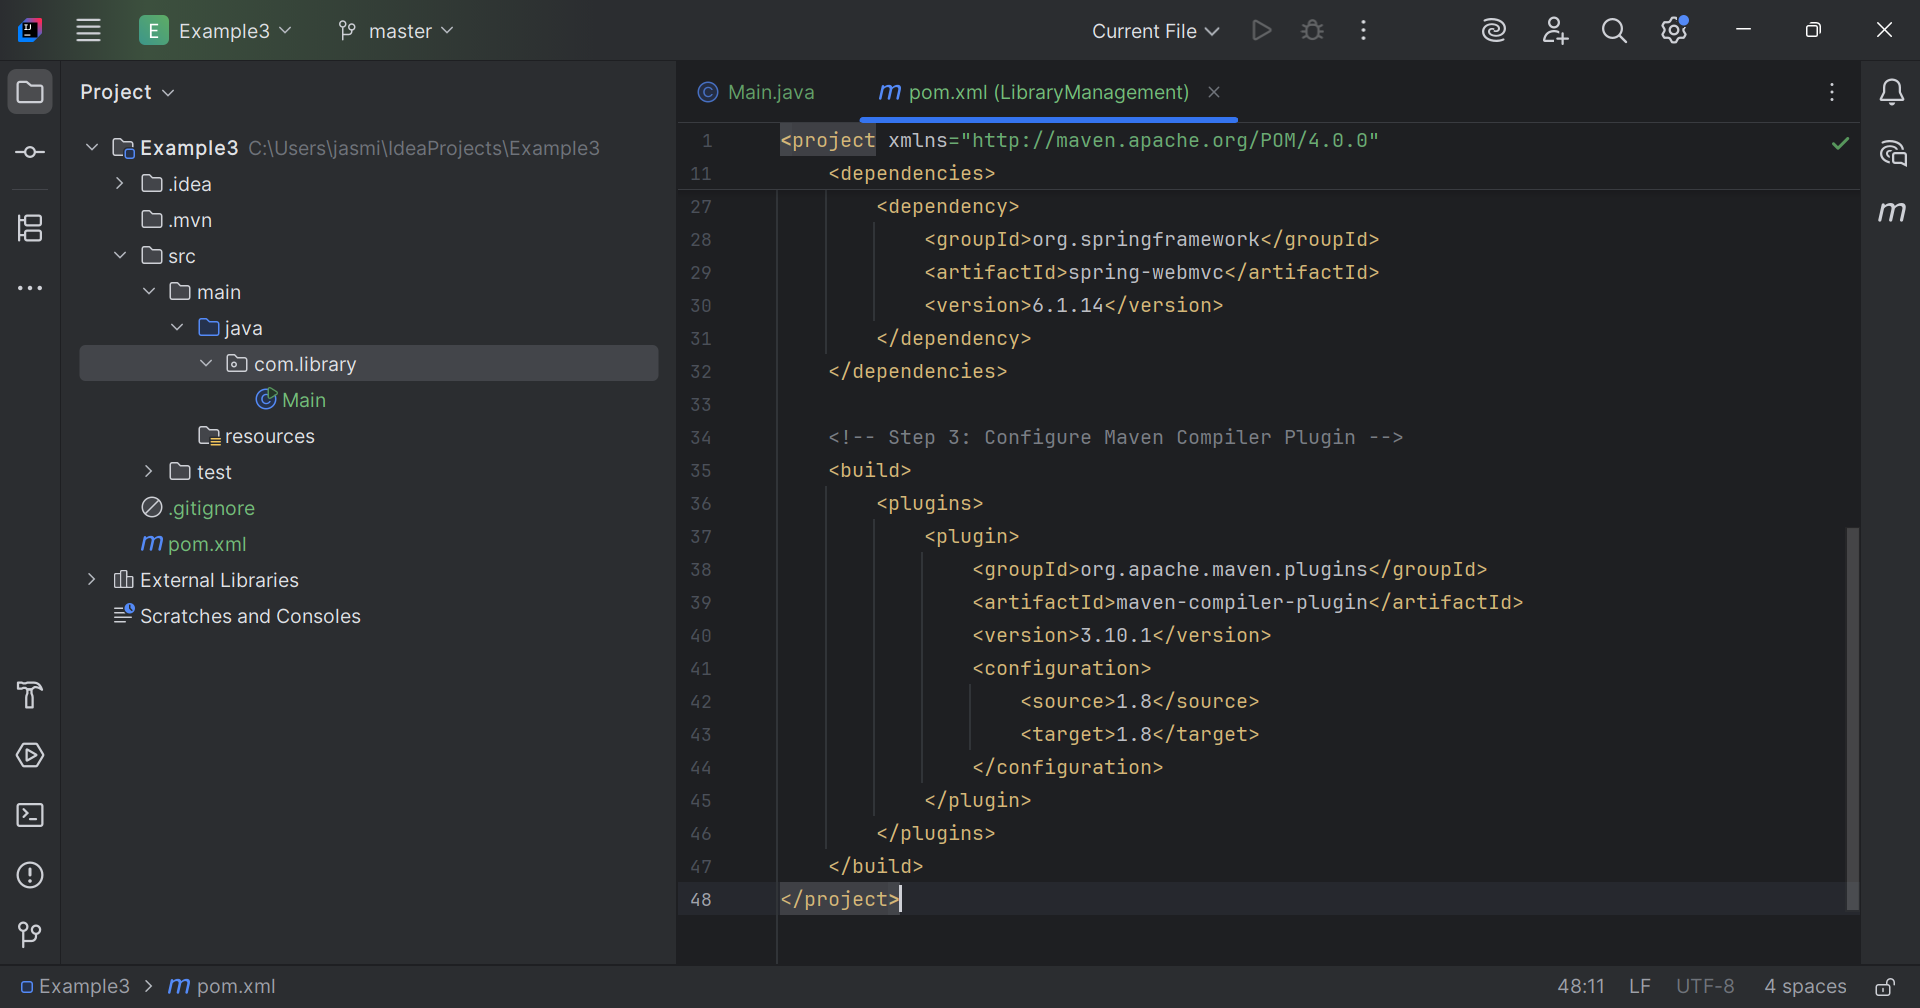 E Example3 master Current File
Project
Example3 C:\Users\jasmi\IdeaProjects\Example3
.idea
.mvn
src
main
java
com.library
Main
resources
test
.gitignore
m pom.xml
External Libraries
Scratches and Consoles
Main.java m pom.xml (LibraryManagement)
1 <project xmlns="http://maven.apache.org/POM/4.0.0"
11 <dependencies>
27 <dependency>
28 <groupId>org.springframework</groupId>
29 <artifactId>spring-webmvc</artifactId>
30 <version>6.1.14</version>
31 </dependency>
32 </dependencies>
33
34 <!-- Step 3: Configure Maven Compiler Plugin -->
35 <build>
36 <plugins>
37 <plugin>
38 <groupId>org.apache.maven.plugins</groupId>
39 <artifactId>maven-compiler-plugin</artifactId>
40 <version>3.10.1</version>
41 <configuration>
42 <source>1.8</source>
43 <target>1.8</target>
44 </configuration>
45 </plugin>
46 </plugins>
47 </build>
48 </project>
m
Example3 > m pom.xml 48:11 LF UTF-8 4 spaces